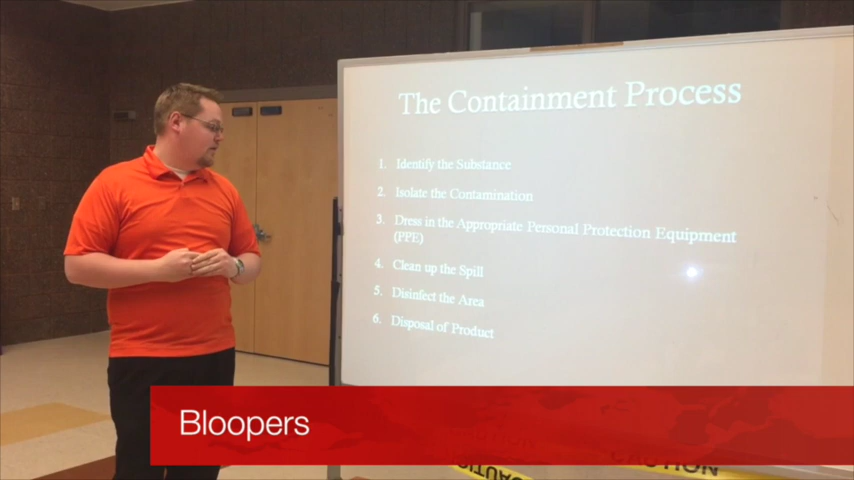 The Containment Process
1. Identify the Substance
2. Isolate the Contamination
3. Dress in the Appropriate Personal Protection Equipment
(PPE)
4. Clean up the Spill
5. Disinfect the Area
6. Disposal of Product
Bloopers